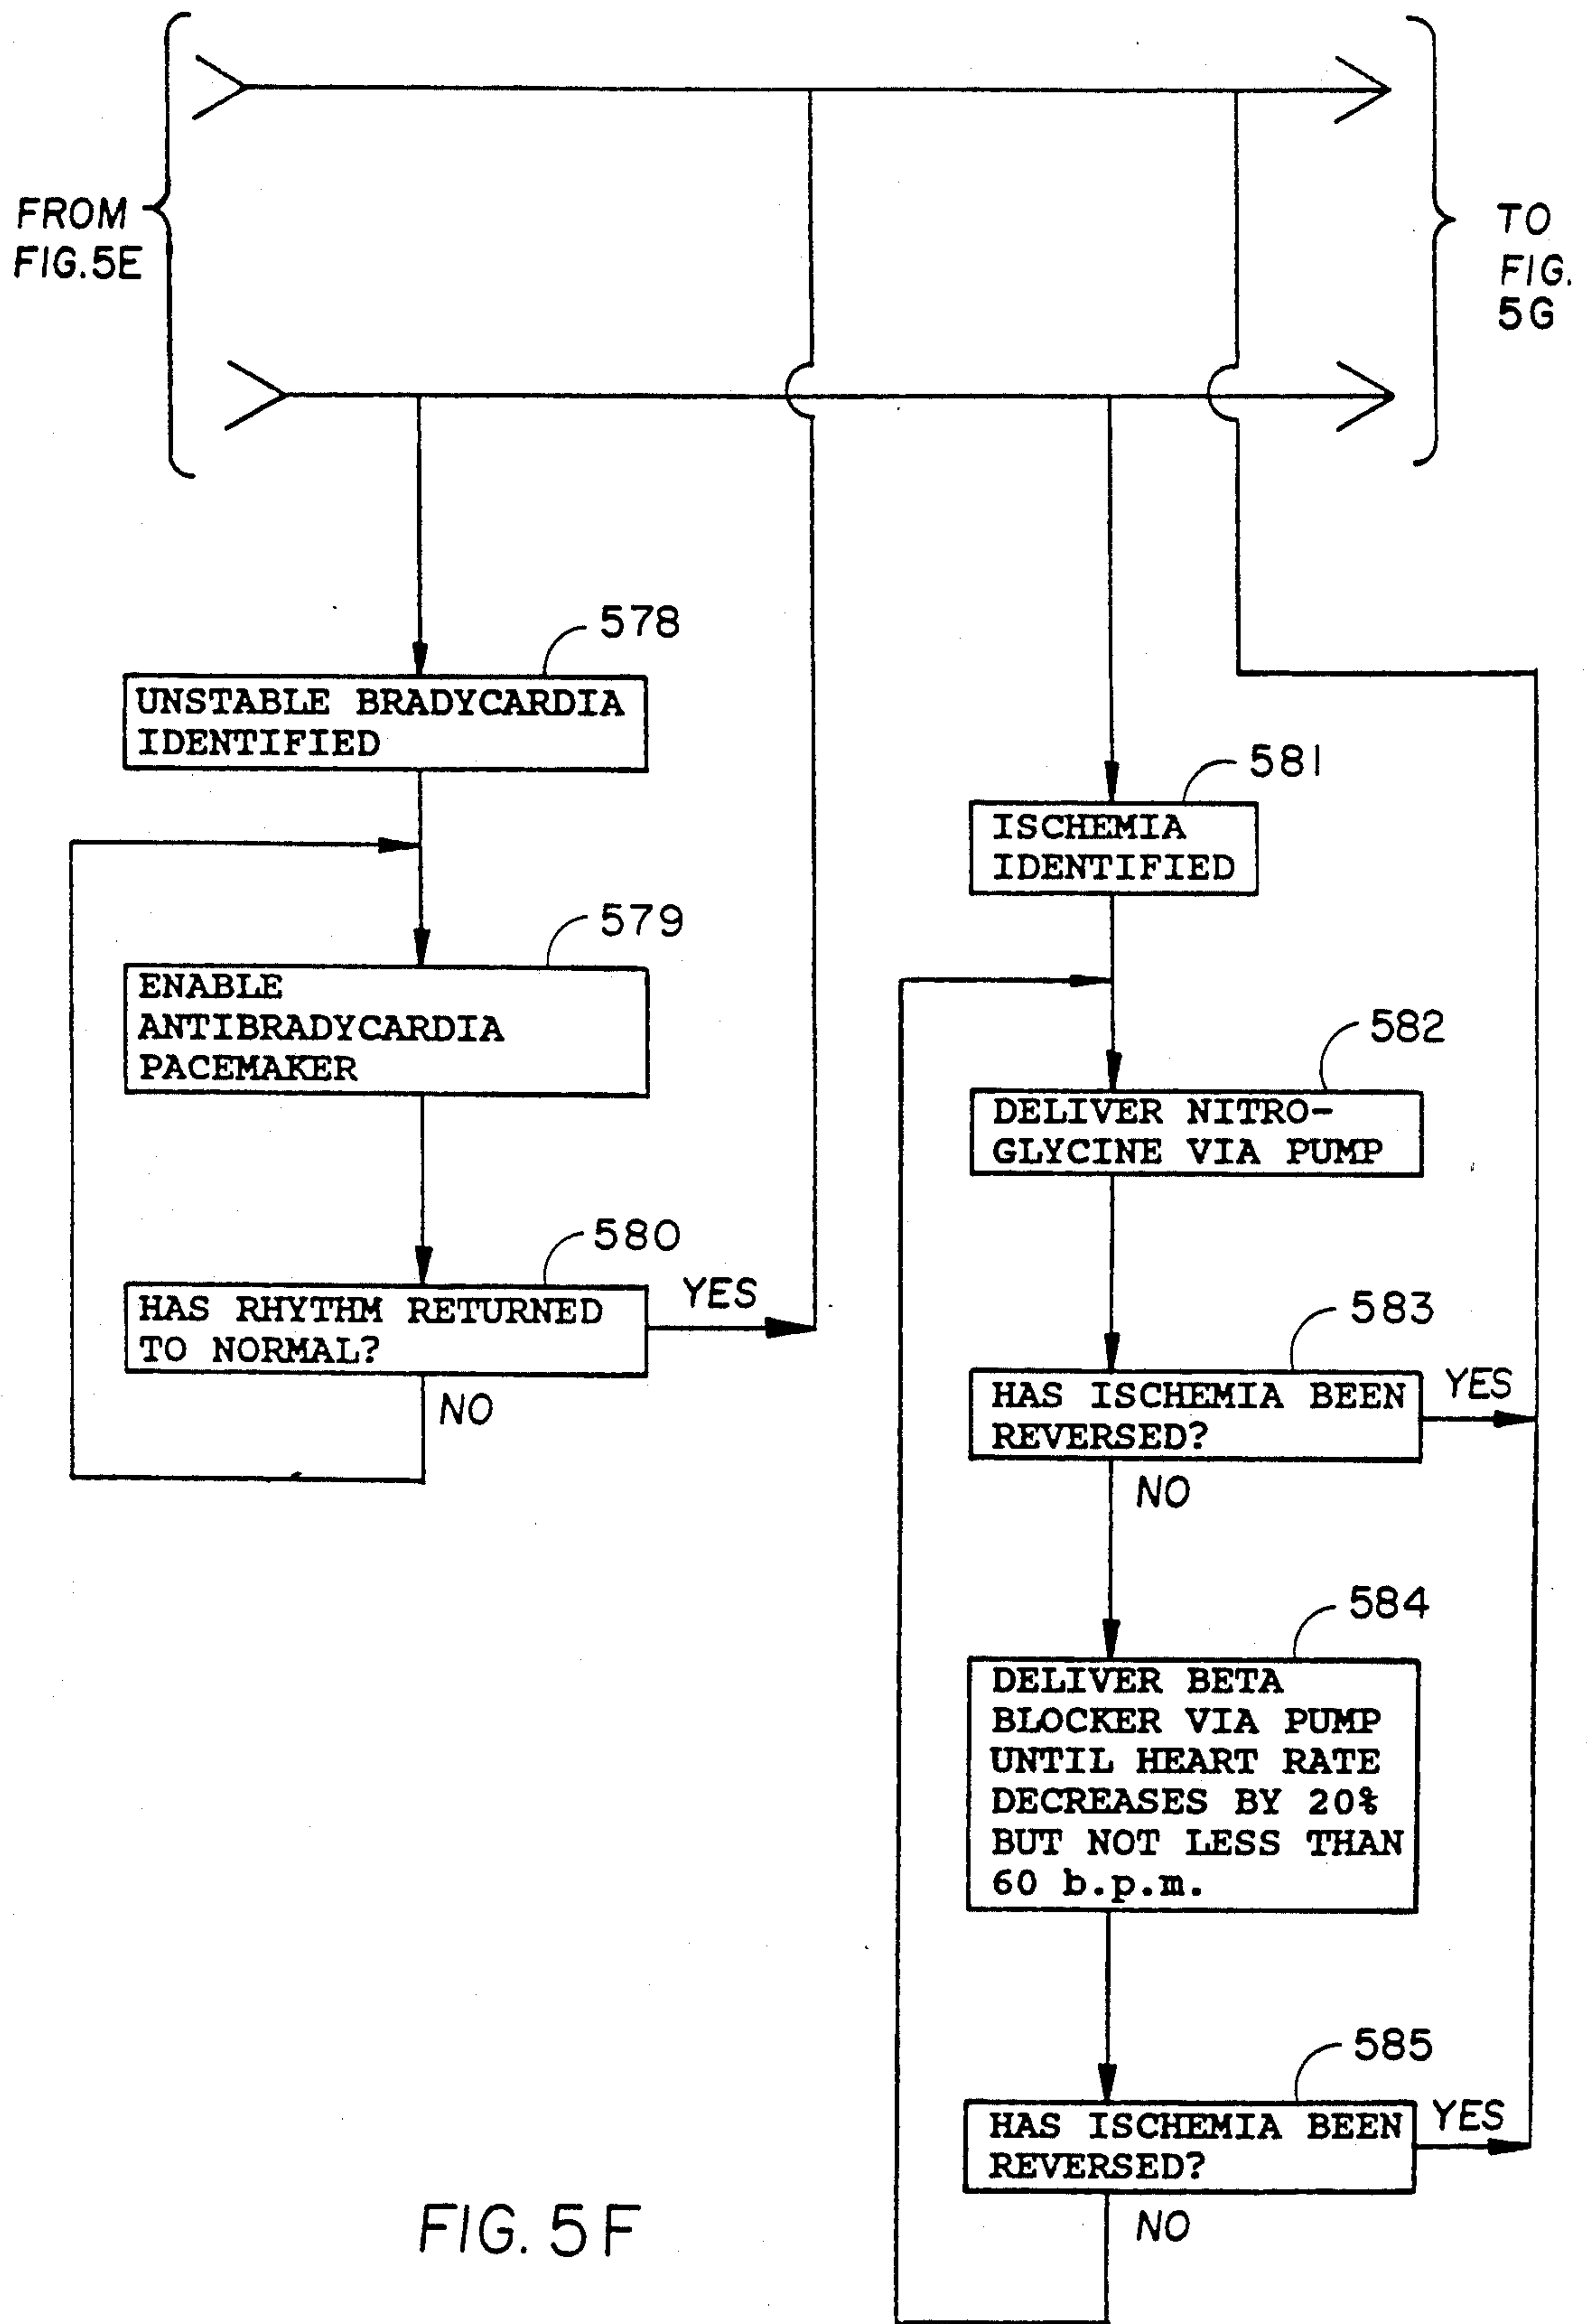 FROM
FIG.5E
TO
FIG.
5G
578
UNSTABLE BRADYCARDIA
IDENTIFIED
579
ENABLE
ANTIBRADYCARDIA
PACEMAKER
580
HAS RHYTHM RETURNED
TO NORMAL?
YES
NO
581
ISCHEMIA
IDENTIFIED
582
DELIVER NITRO-
GLYCINE VIA PUMP
583
HAS ISCHEMIA BEEN
REVERSED?
YES
NO
584
DELIVER BETA
BLOCKER VIA PUMP
UNTIL HEART RATE
DECREASES BY 20%
BUT NOT LESS THAN
60 b.p.m.
585
HAS ISCHEMIA BEEN
REVERSED?
YES
NO
FIG. 5F